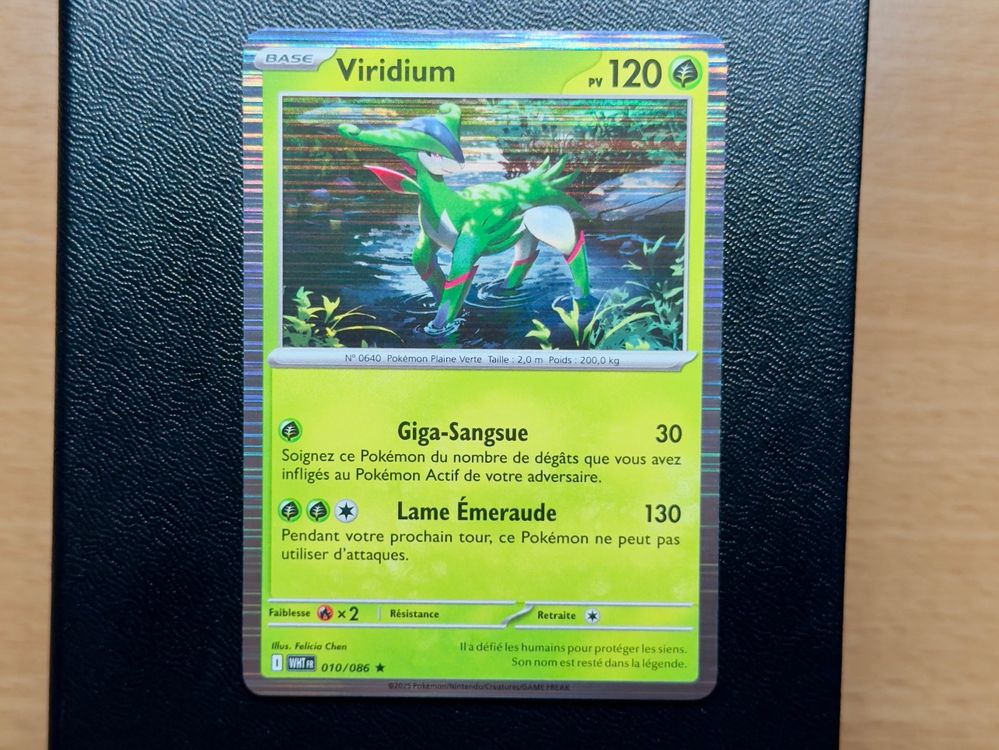 BASE Viridium PV 120
N° 0640 Pokémon Plaine Verte Taille : 2,0 m Poids : 200,0 kg
Giga-Sangsue 30
Soignez ce Pokémon du nombre de dégâts que vous avez
infligés au Pokémon Actif de votre adversaire.
Lame Émeraude 130
Pendant votre prochain tour, ce Pokémon ne peut pas
utiliser d'attaques.
Faiblesse ×2 Résistance Retraite
Illus. Felicia Chen
Il a défié les humains pour protéger les siens.
Son nom est resté dans la légende.
I WHT FR 010/086 ★
©2025 Pokémon/Nintendo/Creatures/GAME FREAK